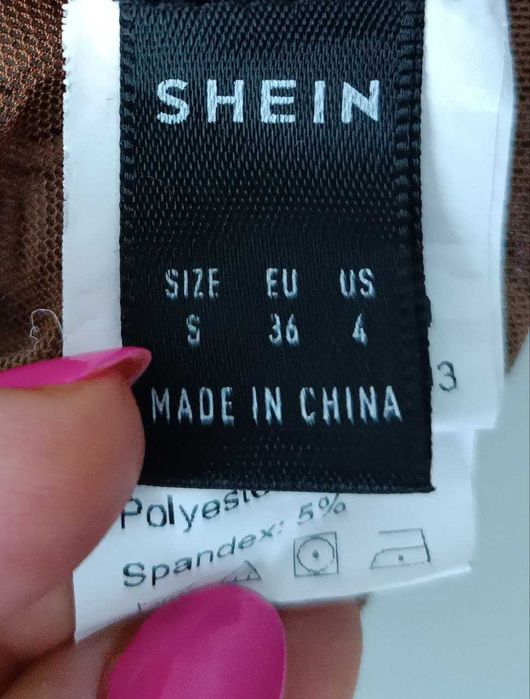 SHEIN
SIZE EU US
S 36 4
MADE IN CHINA
3
Spandex: 5%